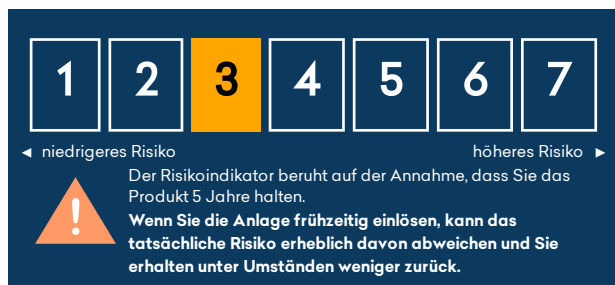 1 2 3 4 5 6 7
◄ niedrigeres Risiko höheres Risiko ►
Der Risikoindikator beruht auf der Annahme, dass Sie das
Produkt 5 Jahre halten.
Wenn Sie die Anlage frühzeitig einlösen, kann das
tatsächliche Risiko erheblich davon abweichen und Sie
erhalten unter Umständen weniger zurück.
!